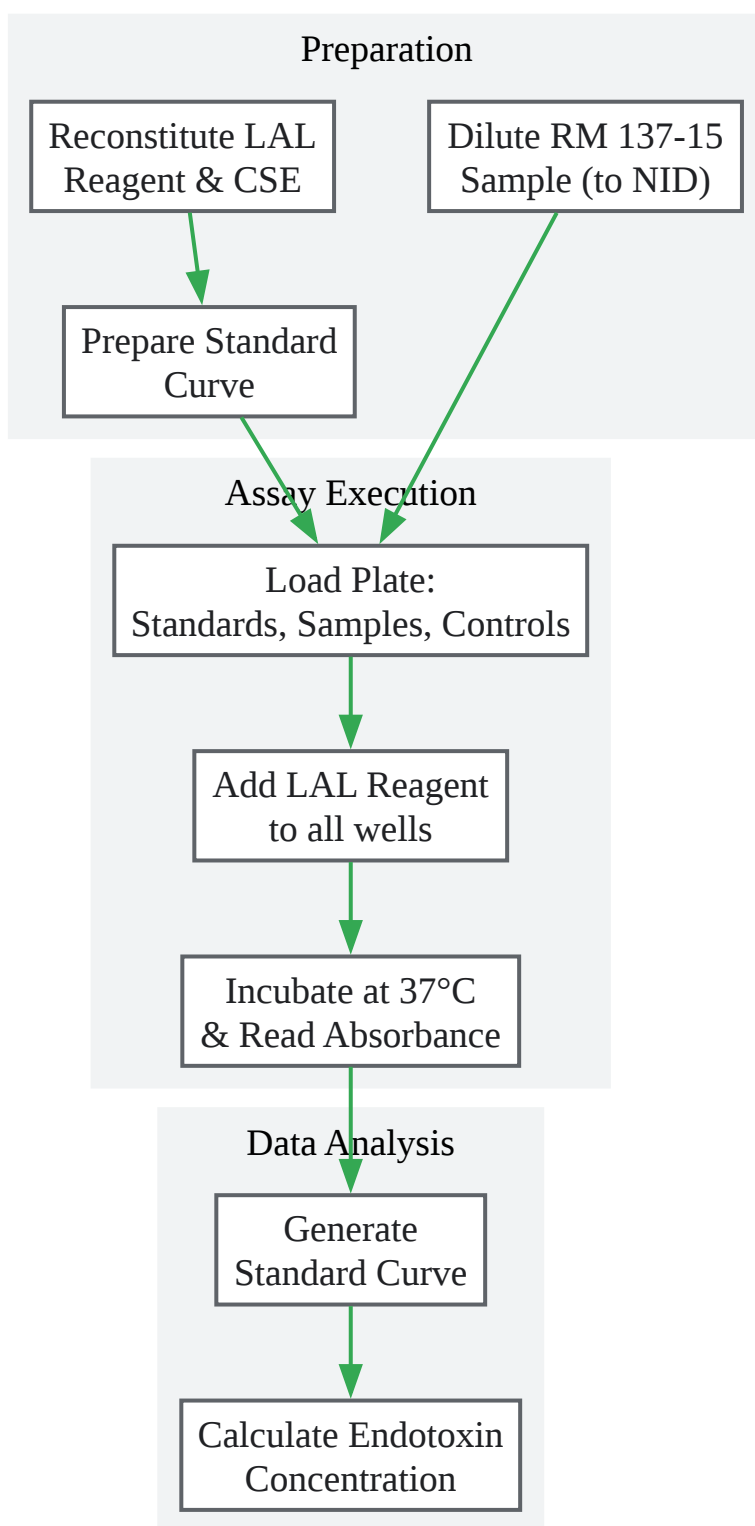 Preparation
Reconstitute LAL
Reagent & CSE
Dilute RM 137-15
Sample (to NID)
Prepare Standard
Curve
Assay Execution
Load Plate:
Standards, Samples, Controls
Add LAL Reagent
to all wells
Incubate at 37°C
& Read Absorbance
Data Analysis
Generate
Standard Curve
Calculate Endotoxin
Concentration